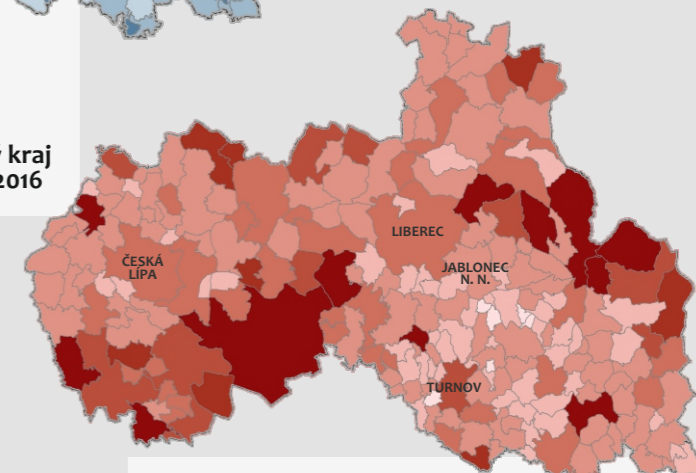 ý kraj
2016
LIBEREC
ČESKÁ
LÍPA
JABLONEC
N. N.
TURNOV